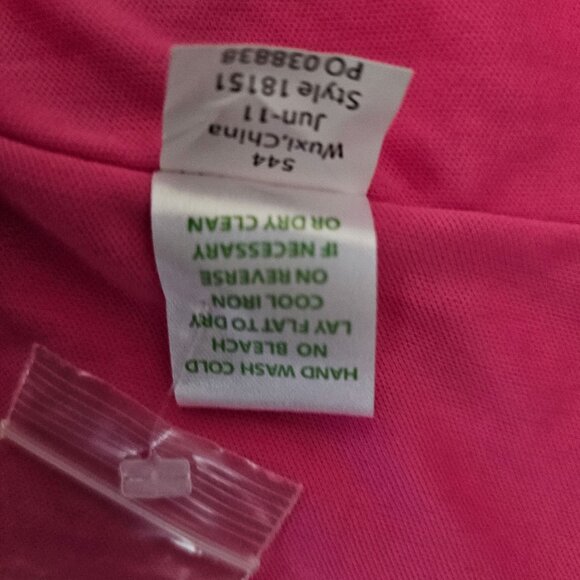 HAND WASH COLD
NO BLEACH
LAY FLAT TO DRY
COOL IRON
ON REVERSE
IF NECESSARY
OR DRY CLEAN
544
Wuxi,China
Jun-11
Style 18151
PO 038838